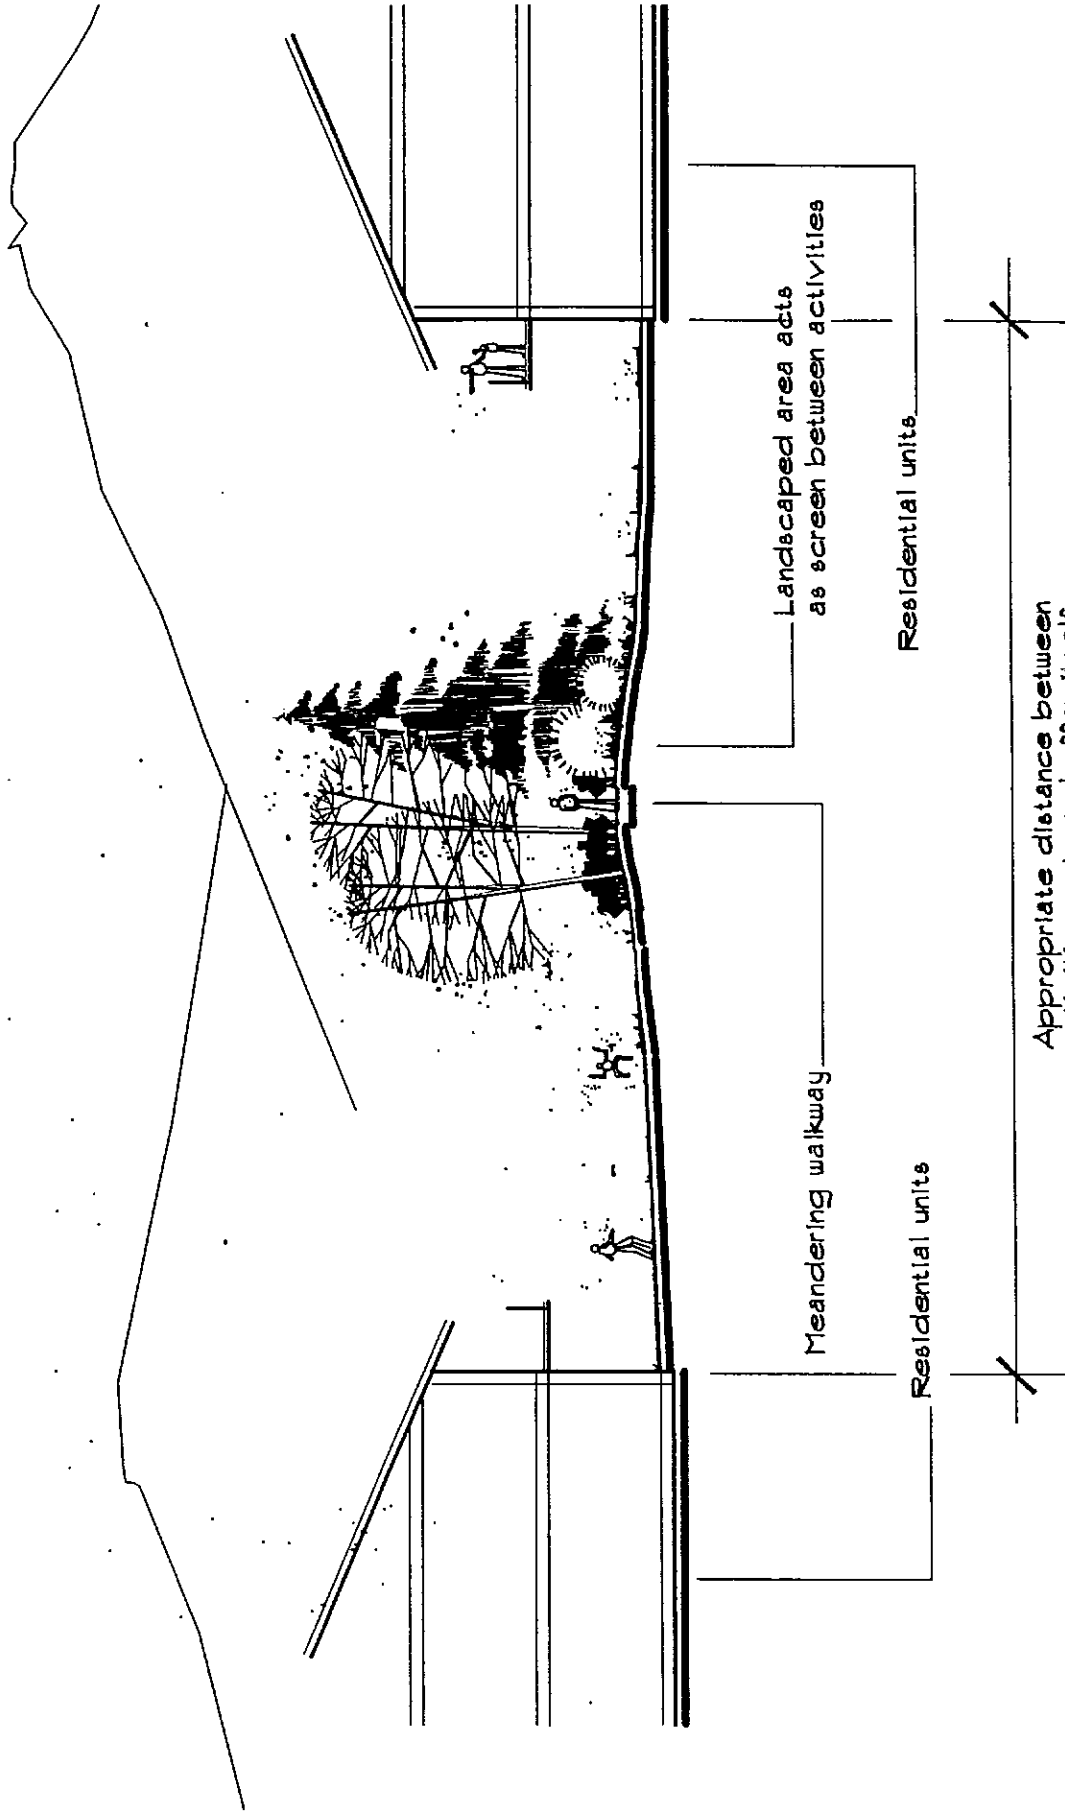 Landscaped area acts
as screen between activities
Residential units
Meandering walkway
Residential units
Appropriate distance between